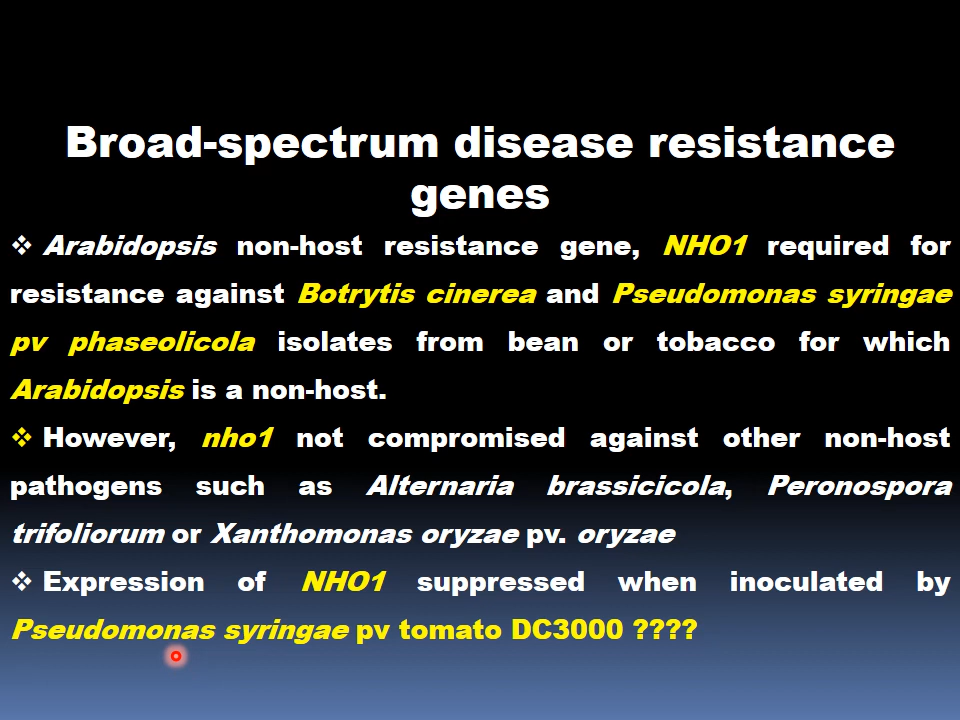 Broad-spectrum disease resistance
genes
❖ Arabidopsis non-host resistance gene, NHO1 required for
resistance against Botrytis cinerea and Pseudomonas syringae
pv phaseolicola isolates from bean or tobacco for which
Arabidopsis is a non-host.
❖ However, nho1 not compromised against other non-host
pathogens such as Alternaria brassicicola, Peronospora
trifoliorum or Xanthomonas oryzae pv. oryzae
❖ Expression of NHO1 suppressed when inoculated by
Pseudomonas syringae pv tomato DC3000 ????